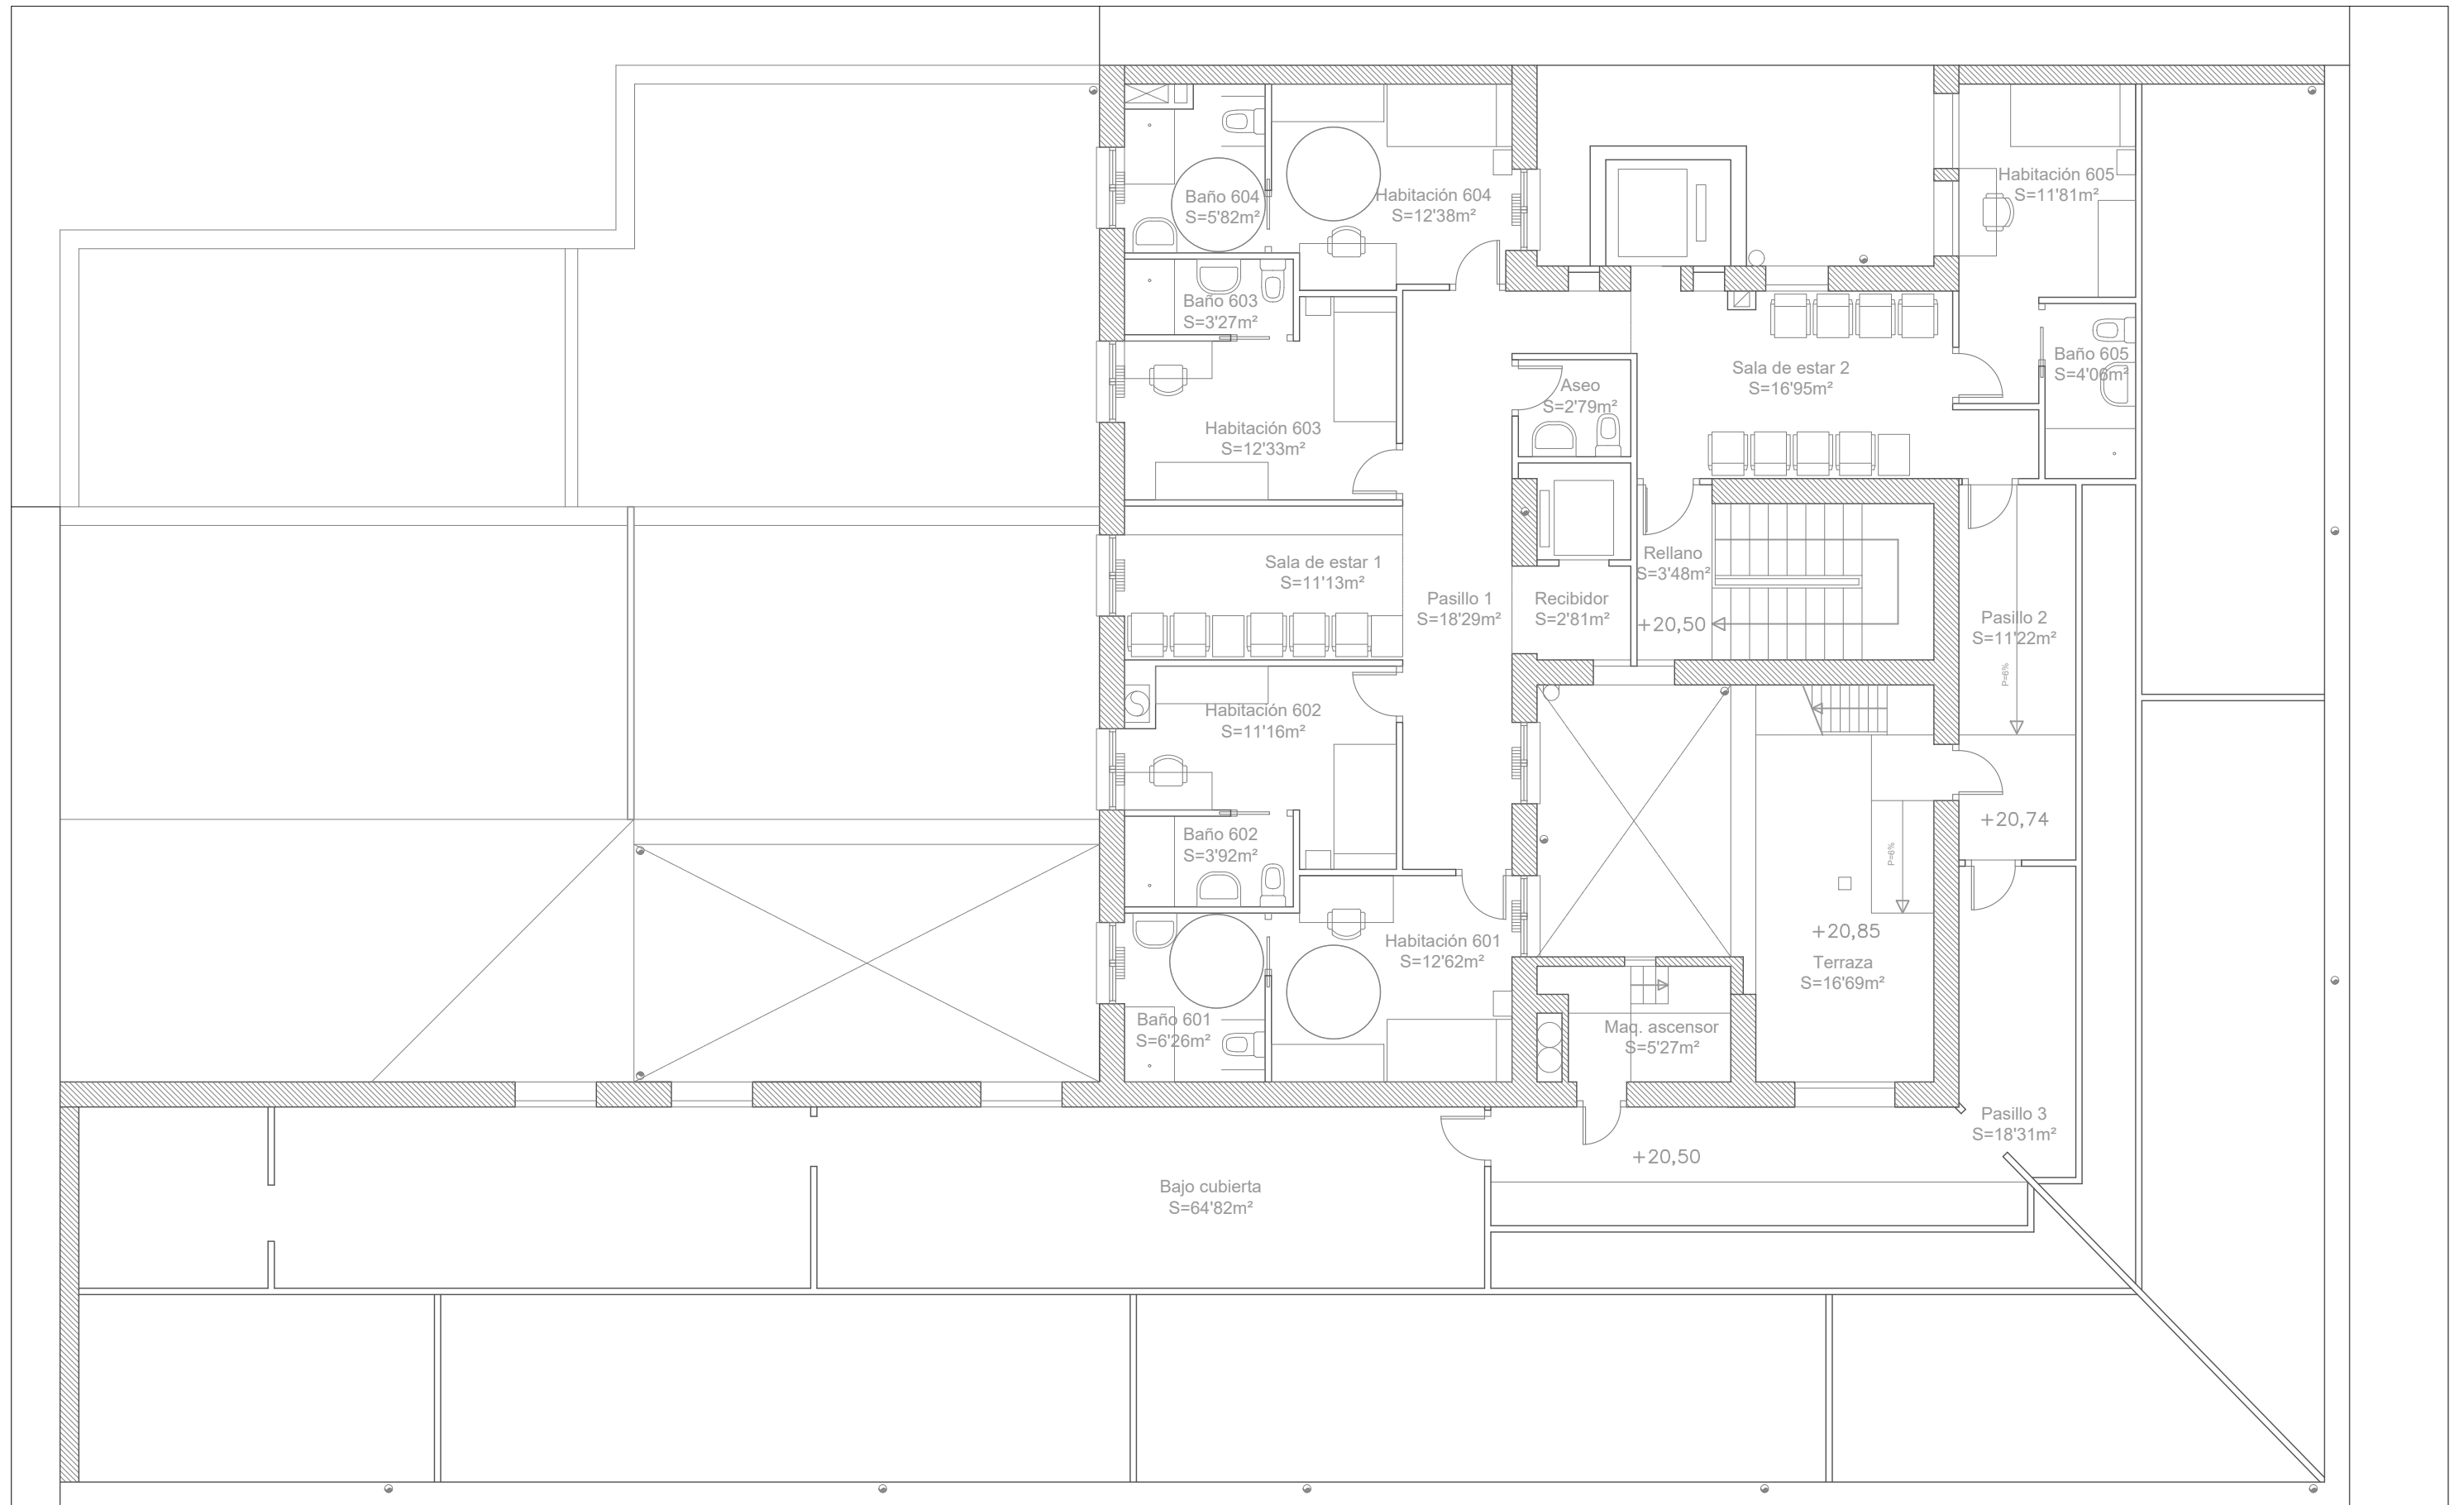 Baño 604
S=5'82m²
Habitación 604
S=12'38m²
Habitación 605
S=11'81m²
Baño 603
S=3'27m²
Sala de estar 2
S=16'95m²
Baño 605
S=4'06m²
Aseo
S=2'79m²
Habitación 603
S=12'33m²
Sala de estar 1
S=11'13m²
Rellano
S=3'48m²
Pasillo 1
S=18'29m²
Recibidor
S=2'81m²
+20,50
Pasillo 2
S=11'22m²
P=6%
Habitación 602
S=11'16m²
+20,74
Baño 602
S=3'92m²
P=6%
Habitación 601
S=12'62m²
+20,85
Terraza
S=16'69m²
Baño 601
S=6'26m²
Maq. ascensor
S=5'27m²
Pasillo 3
S=18'31m²
+20,50
Bajo cubierta
S=64'82m²